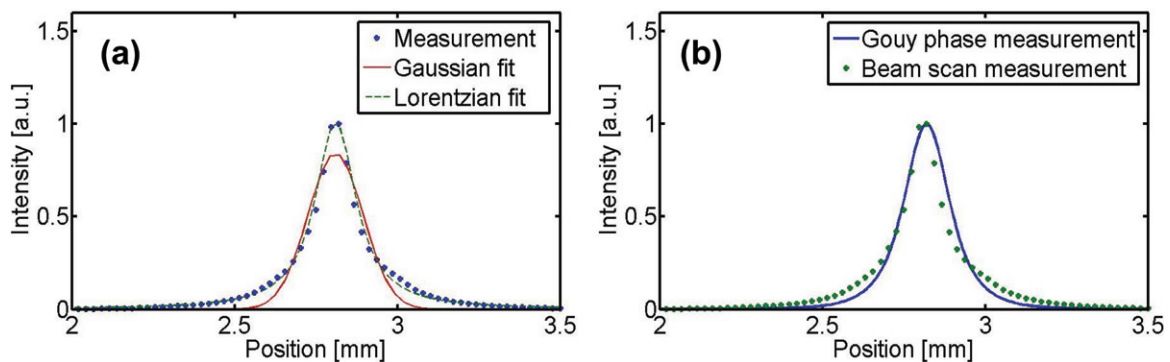 (a)
Measurement
Gaussian fit
Lorentzian fit
Intensity [a.u.]
1.5
1
0.5
0
2
2.5
3
3.5
Position [mm]
(b)
Gouy phase measurement
Beam scan measurement
Intensity [a.u.]
1.5
1
0.5
0
2
2.5
3
3.5
Position [mm]